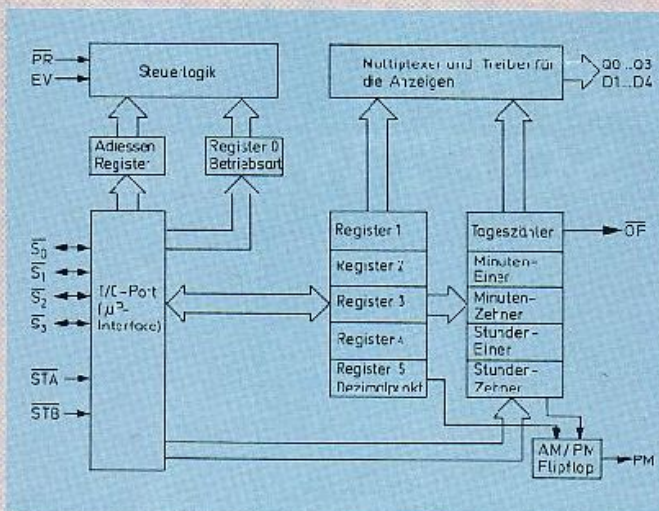 PR
EV
Steuerlogik
Multiplexer und Treiber für
die Anzeigen
Q0...Q3
D1...D4
Adressen
Register
Register 0
Betriebsart
S0
S1
S2
S3
STA
STB
I/O-Port
(µP-
Interface)
Register 1
Register 2
Register 3
Register 4
Register 5
Dezimalpunkt
Tageszähler
Minuten-
Einer
Minuten-
Zehner
Stunden-
Einer
Stunden-
Zehner
OF
AM/PM
Flipflop
PM